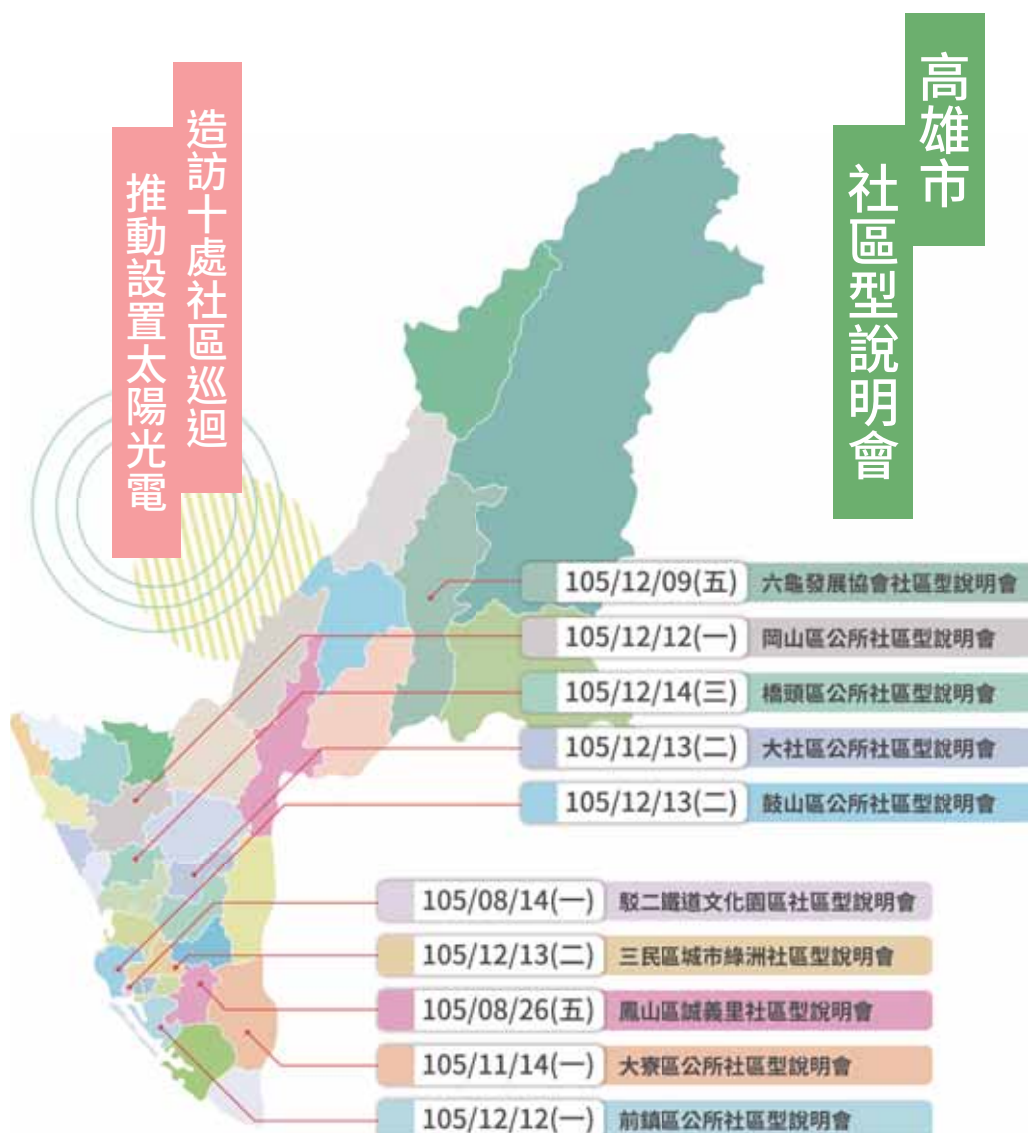 高雄市
社區型說明會
造訪十處社區巡迴
推動設置太陽光電
105/12/09(五) 六龜發展協會社區型說明會
105/12/12(一) 岡山區公所社區型說明會
105/12/14(三) 橋頭區公所社區型說明會
105/12/13(二) 大社區公所社區型說明會
105/12/13(二) 鼓山區公所社區型說明會
105/08/14(一) 駁二鐵道文化園區社區型說明會
105/12/13(二) 三民區城市綠洲社區型說明會
105/08/26(五) 鳳山區誠義里社區型說明會
105/11/14(一) 大寮區公所社區型說明會
105/12/12(一) 前鎮區公所社區型說明會